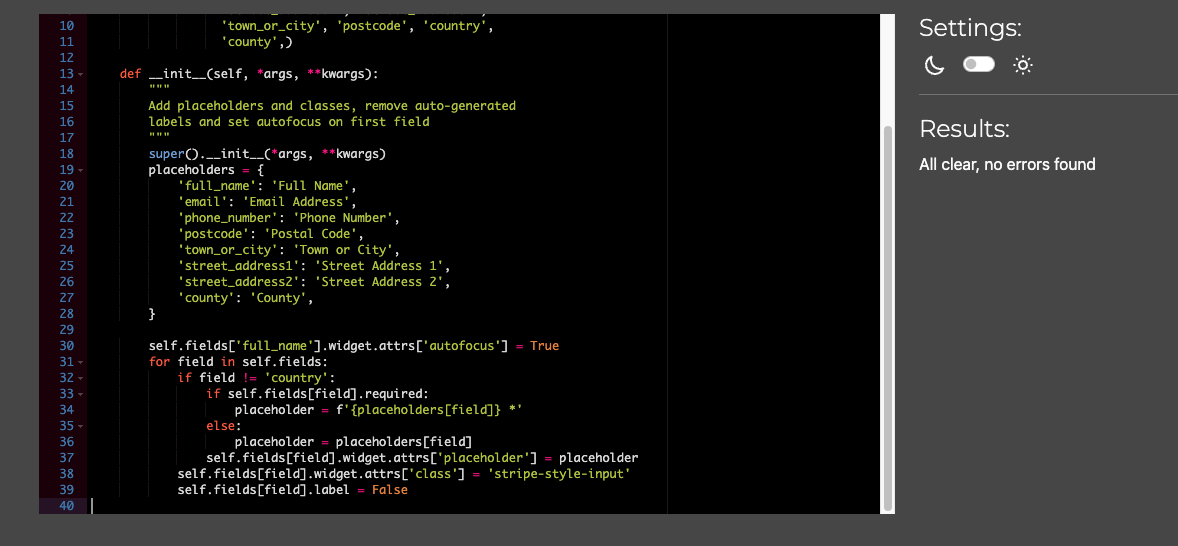 10 'town_or_city', 'postcode', 'country',
11 'county',)
12
13 def __init__(self, *args, **kwargs):
14 """
15 Add placeholders and classes, remove auto-generated
16 labels and set autofocus on first field
17 """
18 super().__init__(*args, **kwargs)
19 placeholders = {
20 'full_name': 'Full Name',
21 'email': 'Email Address',
22 'phone_number': 'Phone Number',
23 'postcode': 'Postal Code',
24 'town_or_city': 'Town or City',
25 'street_address1': 'Street Address 1',
26 'street_address2': 'Street Address 2',
27 'county': 'County',
28 }
29
30 self.fields['full_name'].widget.attrs['autofocus'] = True
31 for field in self.fields:
32 if field != 'country':
33 if self.fields[field].required:
34 placeholder = f'{placeholders[field]} *'
35 else:
36 placeholder = placeholders[field]
37 self.fields[field].widget.attrs['placeholder'] = placeholder
38 self.fields[field].widget.attrs['class'] = 'stripe-style-input'
39 self.fields[field].label = False
40
Settings:
Results:
All clear, no errors found